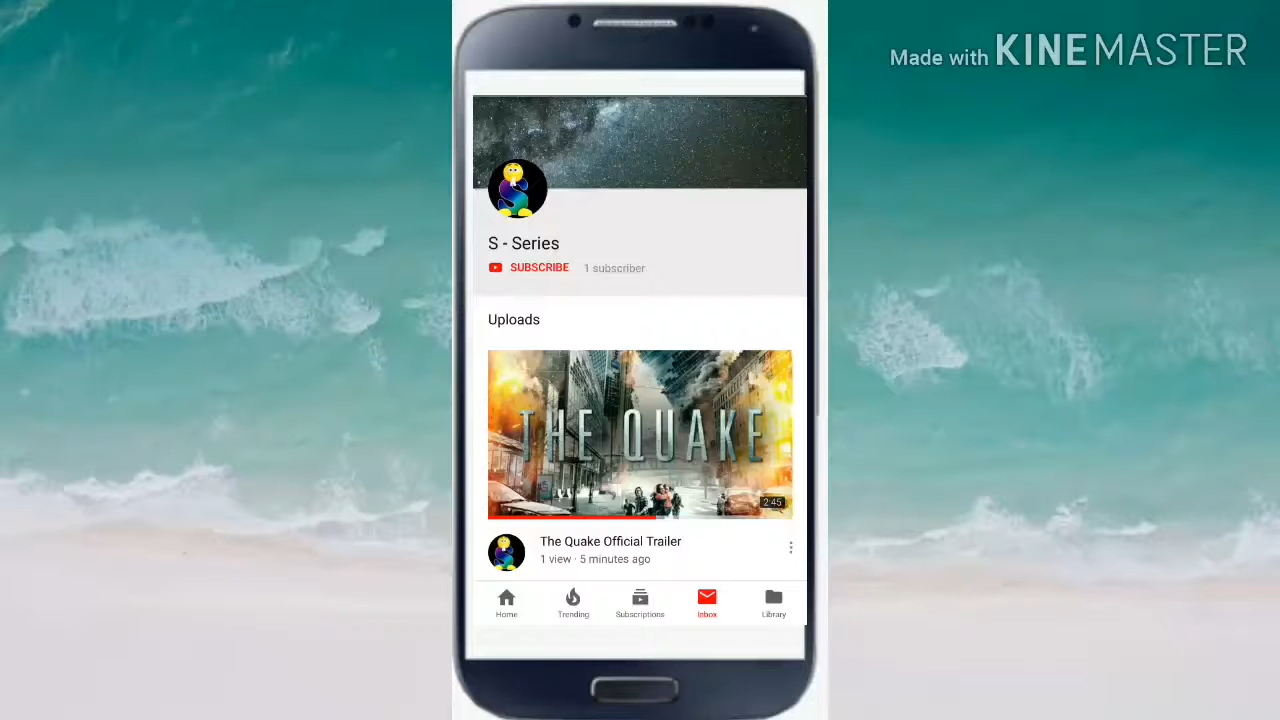 Made with KINEMASTER
S - Series
SUBSCRIBE 1 subscriber
Uploads
THE QUAKE
2:45
The Quake Official Trailer
1 view · 5 minutes ago
Home Trending Subscriptions Inbox Library